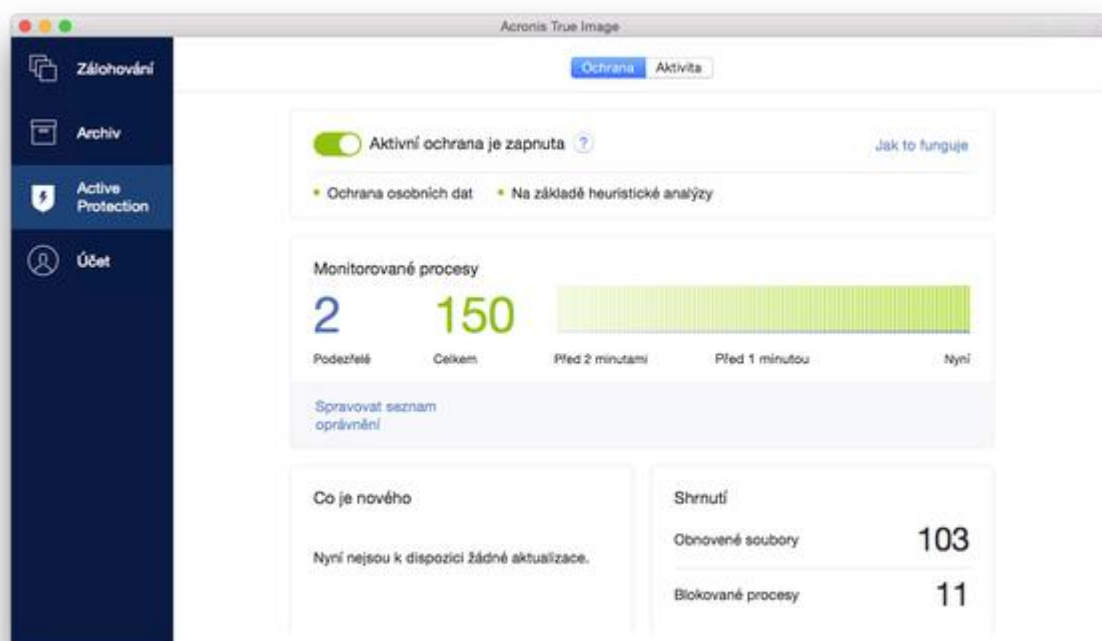 Acronis True Image
Zálohování
Archiv
Active
Protection
Účet
Ochrana Aktivita
Aktivní ochrana je zapnuta ? Jak to funguje
• Ochrana osobních dat • Na základě heuristické analýzy
Monitorované procesy
2 150
Podezřelé Celkem Před 2 minutami Před 1 minutou Nyní
Spravovat seznam
oprávnění
Co je nového
Nyní nejsou k dispozici žádné aktualizace.
Shrnutí
Obnovené soubory 103
Blokované procesy 11